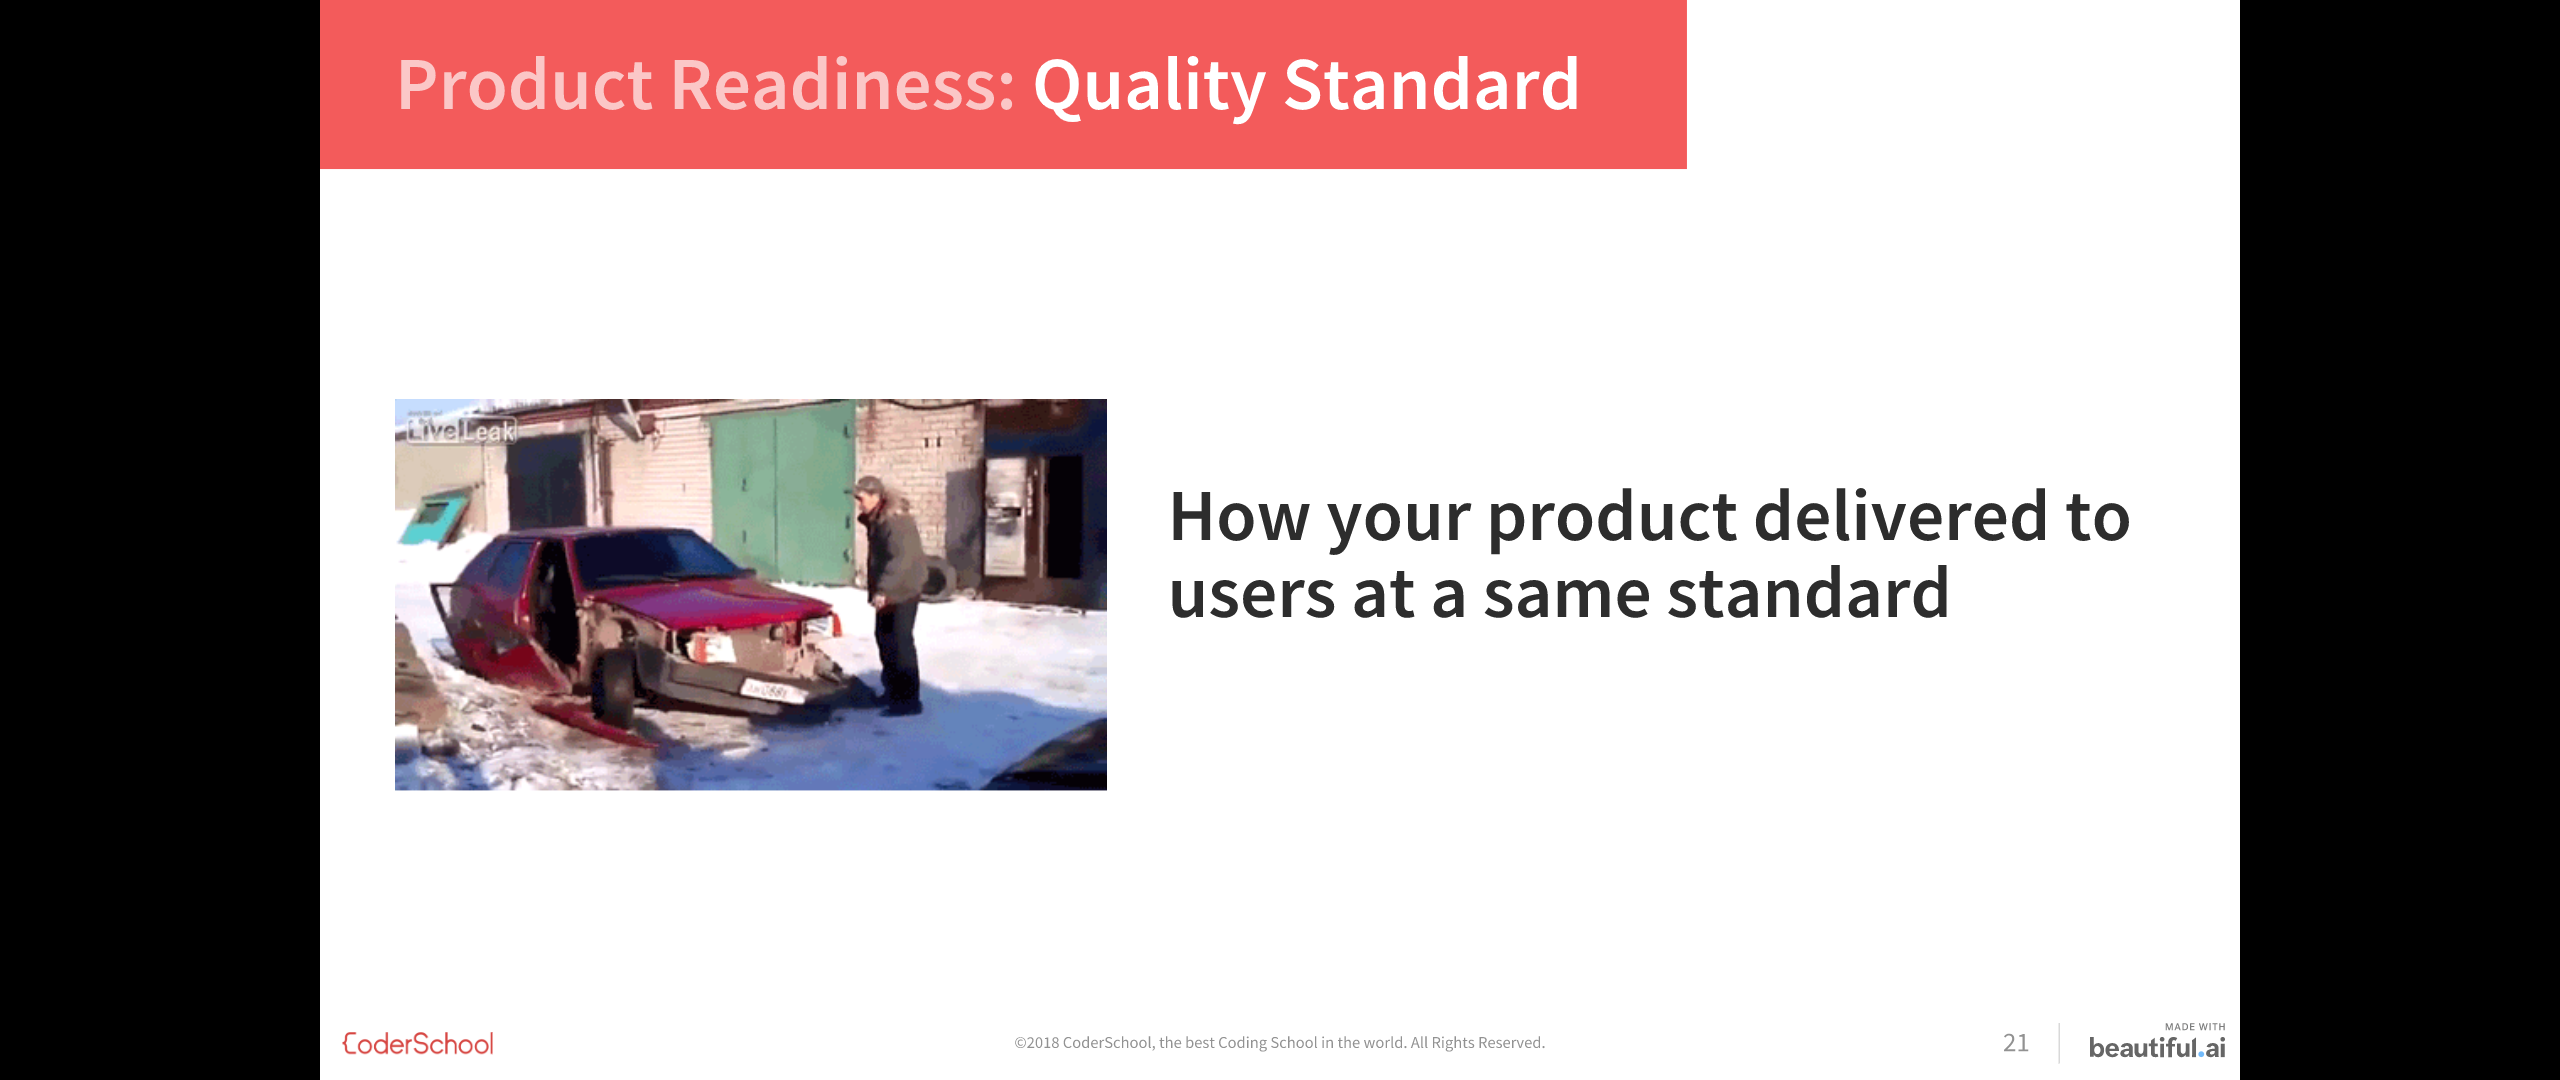 Product Readiness: Quality Standard
LiveLeak
How your product delivered to
users at a same standard
CoderSchool
©2018 CoderSchool, the best Coding School in the world. All Rights Reserved.
21
MADE WITH
beautiful.ai